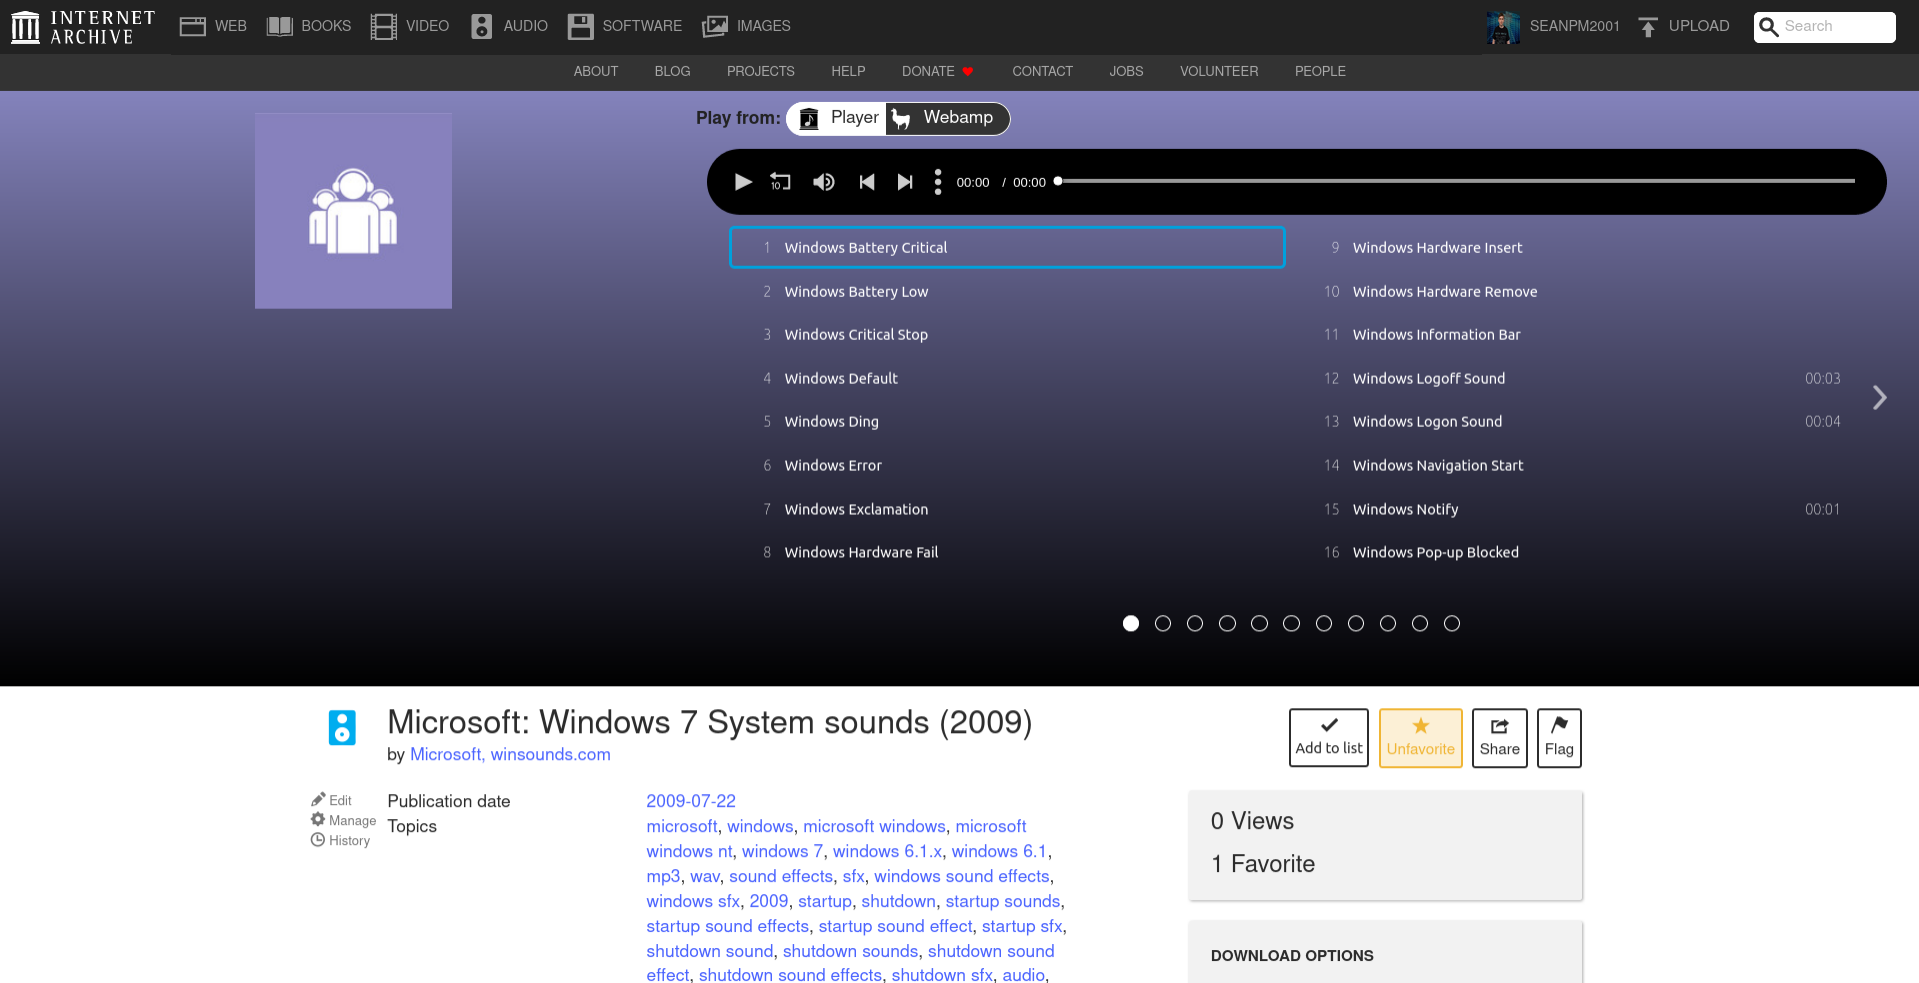 INTERNET ARCHIVE
WEB BOOKS VIDEO AUDIO SOFTWARE IMAGES SEANPM2001 UPLOAD Search
ABOUT BLOG PROJECTS HELP DONATE CONTACT JOBS VOLUNTEER PEOPLE
Play from: Player Webamp
10 00:00 / 00:00
1 Windows Battery Critical
2 Windows Battery Low
3 Windows Critical Stop
4 Windows Default
5 Windows Ding
6 Windows Error
7 Windows Exclamation
8 Windows Hardware Fail
9 Windows Hardware Insert
10 Windows Hardware Remove
11 Windows Information Bar
12 Windows Logoff Sound 00:03
13 Windows Logon Sound 00:04
14 Windows Navigation Start
15 Windows Notify 00:01
16 Windows Pop-up Blocked
Microsoft: Windows 7 System sounds (2009)
by Microsoft, winsounds.com
Add to list Unfavorite Share Flag
Edit
Manage
History
Publication date 2009-07-22
Topics microsoft, windows, microsoft windows, microsoft
windows nt, windows 7, windows 6.1.x, windows 6.1,
mp3, wav, sound effects, sfx, windows sound effects,
windows sfx, 2009, startup, shutdown, startup sounds,
startup sound effects, startup sound effect, startup sfx,
shutdown sound, shutdown sounds, shutdown sound
effect, shutdown sound effects, shutdown sfx, audio,
0 Views
1 Favorite
DOWNLOAD OPTIONS